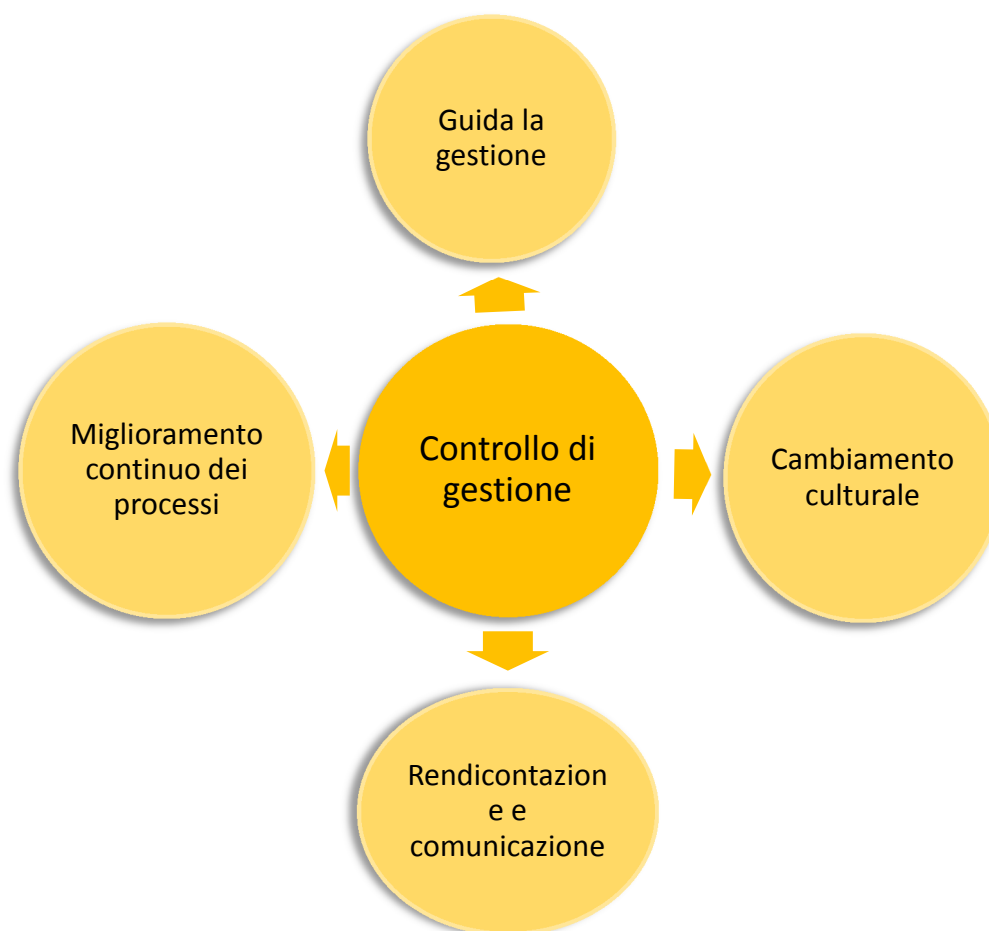 Guida la
gestione
Miglioramento
continuo dei
processi
Controllo di
gestione
Cambiamento
culturale
Rendicontazion
e e
comunicazione